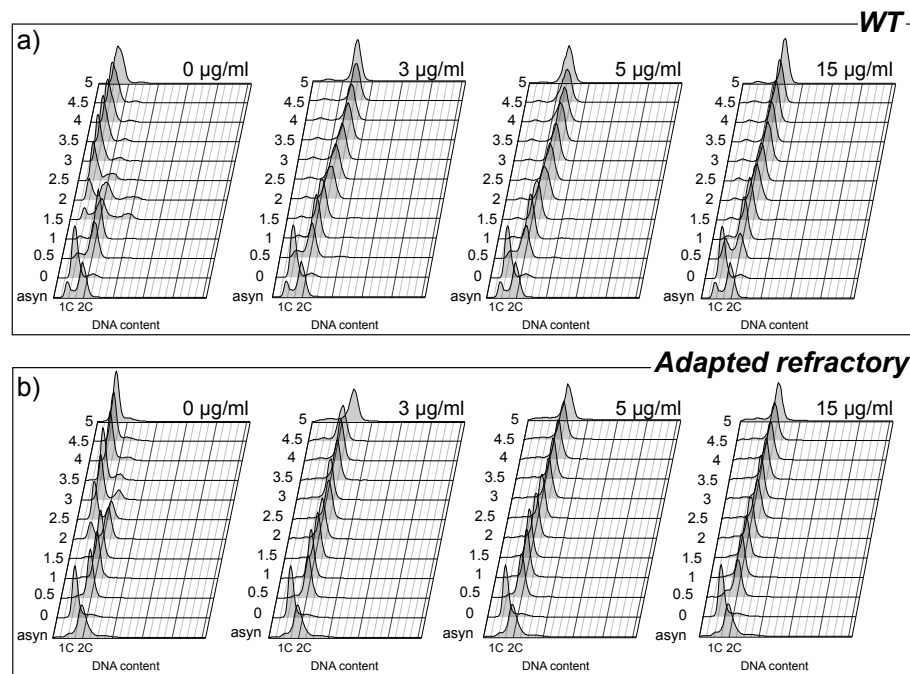 WT
a)
0 µg/ml
3 µg/ml
5 µg/ml
15 µg/ml
5
4.5
4
3.5
3
2.5
2
1.5
1
0.5
0
asyn
1C 2C
DNA content
5
4.5
4
3.5
3
2.5
2
1.5
1
0.5
0
asyn
1C 2C
DNA content
5
4.5
4
3.5
3
2.5
2
1.5
1
0.5
0
asyn
1C 2C
DNA content
5
4.5
4
3.5
3
2.5
2
1.5
1
0.5
0
asyn
1C 2C
DNA content
Adapted refractory
b)
0 µg/ml
3 µg/ml
5 µg/ml
15 µg/ml
5
4.5
4
3.5
3
2.5
2
1.5
1
0.5
0
asyn
1C 2C
DNA content
5
4.5
4
3.5
3
2.5
2
1.5
1
0.5
0
asyn
1C 2C
DNA content
5
4.5
4
3.5
3
2.5
2
1.5
1
0.5
0
asyn
1C 2C
DNA content
5
4.5
4
3.5
3
2.5
2
1.5
1
0.5
0
asyn
1C 2C
DNA content